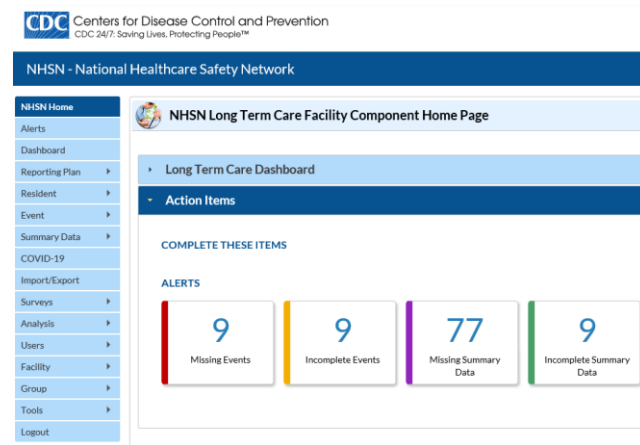 CDC Centers for Disease Control and Prevention
CDC 24/7: Saving Lives, Protecting People™
NHSN - National Healthcare Safety Network
NHSN Home
Alerts
Dashboard
Reporting Plan
Resident
Event
Summary Data
COVID-19
Import/Export
Surveys
Analysis
Users
Facility
Group
Tools
Logout
NHSN Long Term Care Facility Component Home Page
Long Term Care Dashboard
Action Items
COMPLETE THESE ITEMS
ALERTS
9
Missing Events
9
Incomplete Events
77
Missing Summary
Data
9
Incomplete Summary
Data